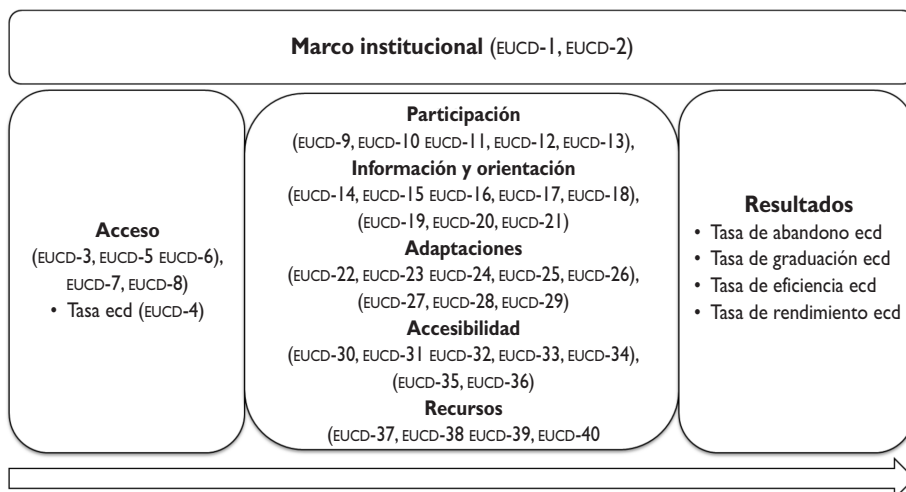 Marco institucional (EUCD-1, EUCD-2)
Acceso
(EUCD-3, EUCD-5 EUCD-6),
EUCD-7, EUCD-8)
• Tasa ecd (EUCD-4)
Participación
(EUCD-9, EUCD-10 EUCD-11, EUCD-12, EUCD-13),
Información y orientación
(EUCD-14, EUCD-15 EUCD-16, EUCD-17, EUCD-18),
(EUCD-19, EUCD-20, EUCD-21)
Adaptaciones
(EUCD-22, EUCD-23 EUCD-24, EUCD-25, EUCD-26),
(EUCD-27, EUCD-28, EUCD-29)
Accesibilidad
(EUCD-30, EUCD-31 EUCD-32, EUCD-33, EUCD-34),
(EUCD-35, EUCD-36)
Recursos
(EUCD-37, EUCD-38 EUCD-39, EUCD-40
Resultados
• Tasa de abandono ecd
• Tasa de graduación ecd
• Tasa de eficiencia ecd
• Tasa de rendimiento ecd